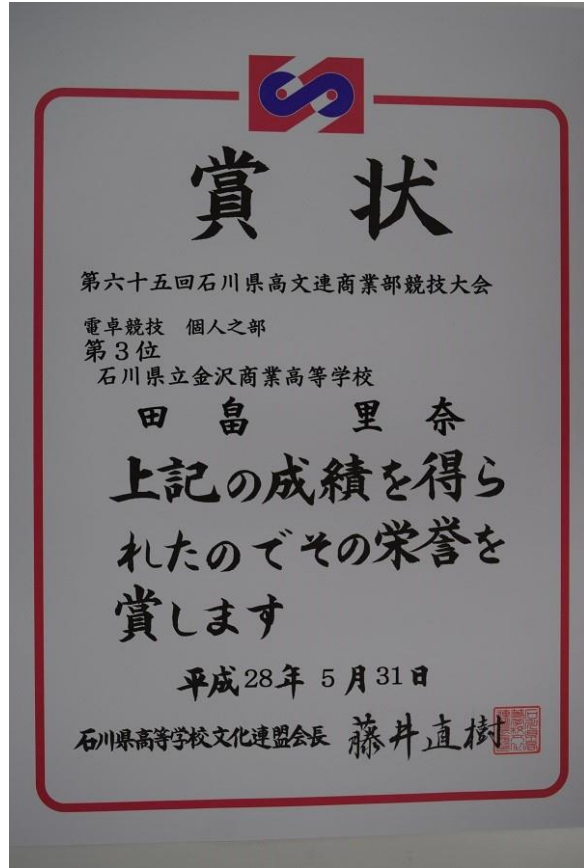 賞状
第六十五回石川県高文連商業部競技大会
電卓競技 個人之部
第3位
石川県立金沢商業高等学校
田畠 里奈
上記の成績を得ら
れたのでその栄誉を
賞します
平成28年5月31日
石川県高等学校文化連盟会長 藤井直樹